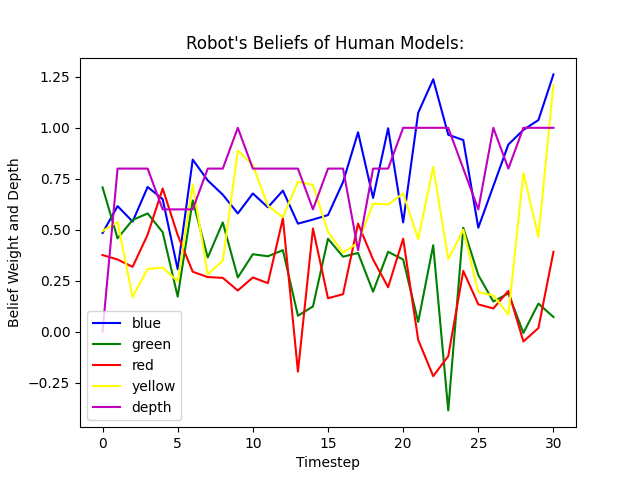 Robot's Beliefs of Human Models:
Belief Weight and Depth
1.25
1.00
0.75
0.50
0.25
0.00
−0.25
blue
green
red
yellow
depth
0 5 10 15 20 25 30
Timestep